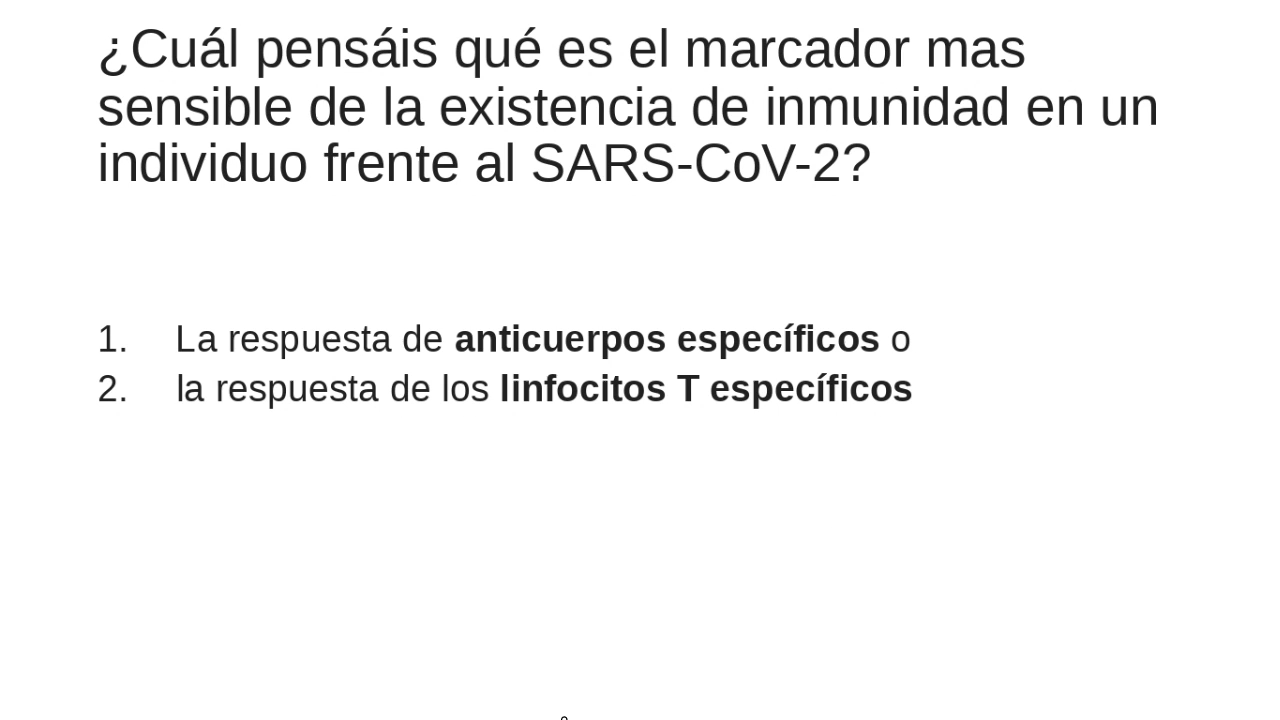 ¿Cuál pensáis qué es el marcador mas
sensible de la existencia de inmunidad en un
individuo frente al SARS-CoV-2?
1. La respuesta de anticuerpos específicos o
2. la respuesta de los linfocitos T específicos